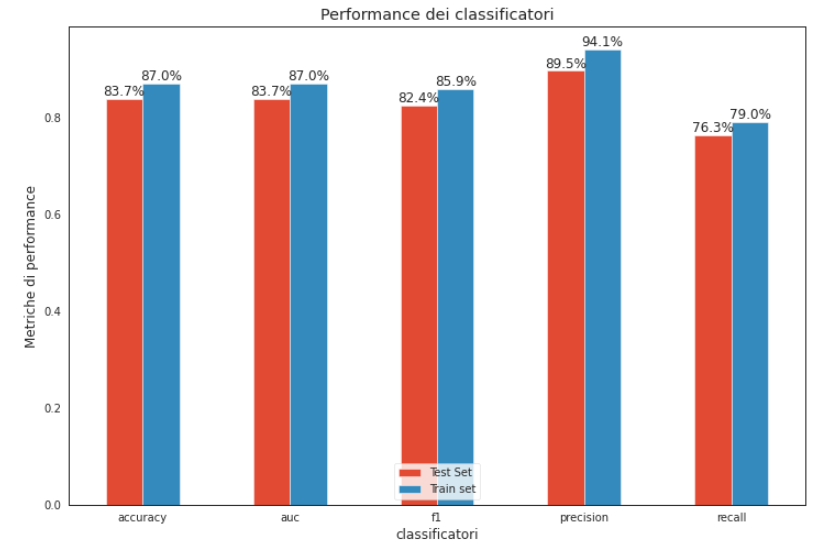 Performance dei classificatori
Metriche di performance
0.8
0.6
0.4
0.2
0.0
83.7% 87.0% 83.7% 87.0% 82.4% 85.9% 89.5% 94.1% 76.3% 79.0%
Test Set
Train set
accuracy auc f1 precision recall
classificatori